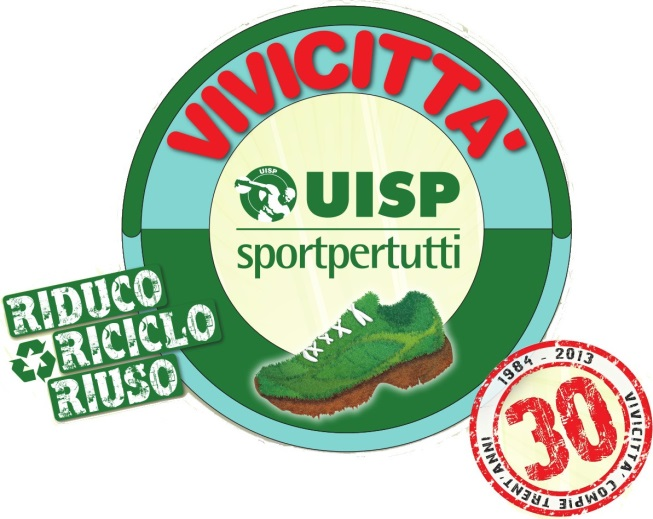 VIVICITTA'
UISP
UISP
sportpertutti
RIDUCO
RICICLO
RIUSO
1984 - 2013
30
VIVICITTA' COMPIE TRENT'ANNI